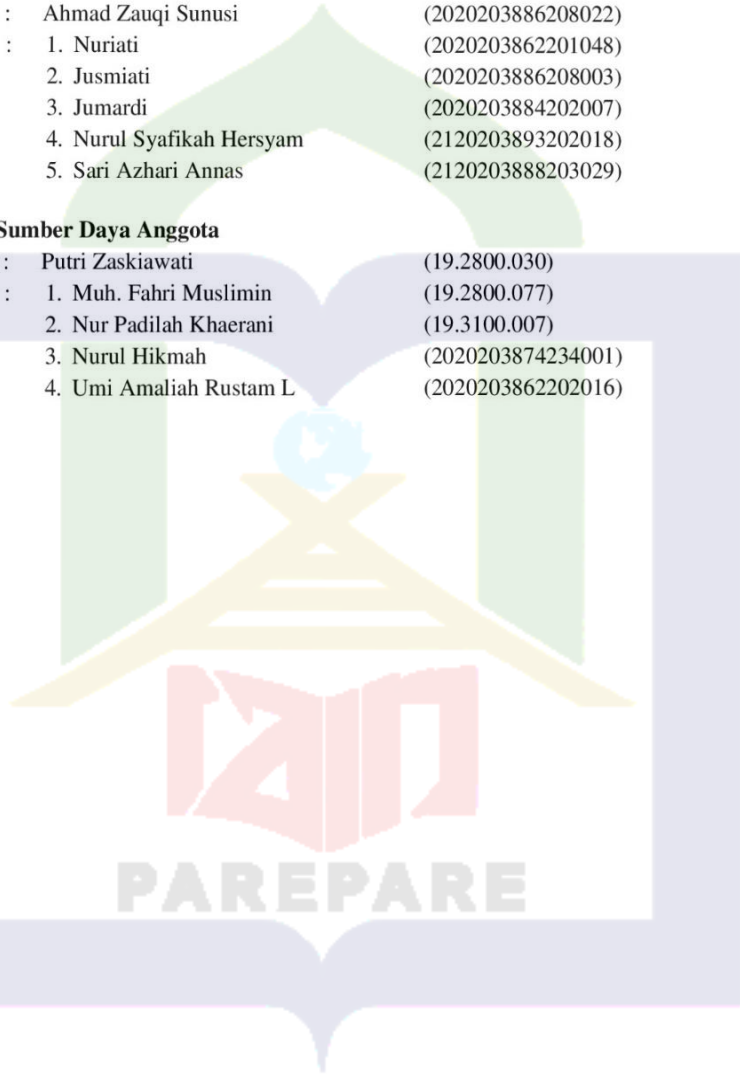 : Ahmad Zauqi Sunusi (2020203886208022)
: 1. Nuriati (2020203862201048)
2. Jusmiati (2020203886208003)
3. Jumardi (2020203884202007)
4. Nurul Syafikah Hersyam (2120203893202018)
5. Sari Azhari Annas (2120203888203029)
Sumber Daya Anggota
: Putri Zaskiawati (19.2800.030)
: 1. Muh. Fahri Muslimin (19.2800.077)
2. Nur Padilah Khaerani (19.3100.007)
3. Nurul Hikmah (2020203874234001)
4. Umi Amaliah Rustam L (2020203862202016)
IAIN
PAREPARE